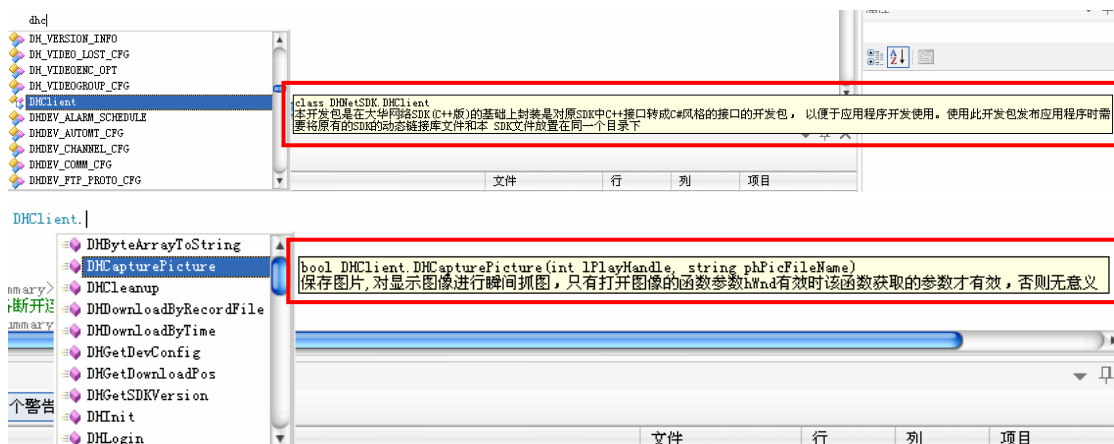 dhc
DH_VERSION_INFO
DH_VIDEO_LOST_CFG
DH_VIDEOENC_OPT
DH_VIDEOGROUP_CFG
DHClient
DHDEV_ALARM_SCHEDULE
DHDEV_AUTOMT_CFG
DHDEV_CHANNEL_CFG
DHDEV_COMM_CFG
DHDEV_FTP_PROTO_CFG
class DHNetSDK.DHClient
本开发包是在大华网络SDK(C++版)的基础上封装是对原SDK中C++接口转成C#风格的接口的开发包， 以便于应用程序开发使用。使用此开发包发布应用程序时需
要将原有的SDK的动态链接库文件和本 SDK文件放置在同一个目录下
文件 行 列 项目
DHClient.
DHByteArrayToString
DHCapturePicture
DHCleanup
DHDownloadByRecordFile
DHDownloadByTime
DHGetDevConfig
DHGetDownloadPos
DHGetSDKVersion
DHInit
DHLogin
bool DHClient.DHCapturePicture(int lPlayHandle, string phPicFileName)
保存图片,对显示图像进行瞬间抓图，只有打开图像的函数参数hWnd有效时该函数获取的参数才有效，否则无意义
mmary>
断开连
ummary
个警告
文件 行 列 项目